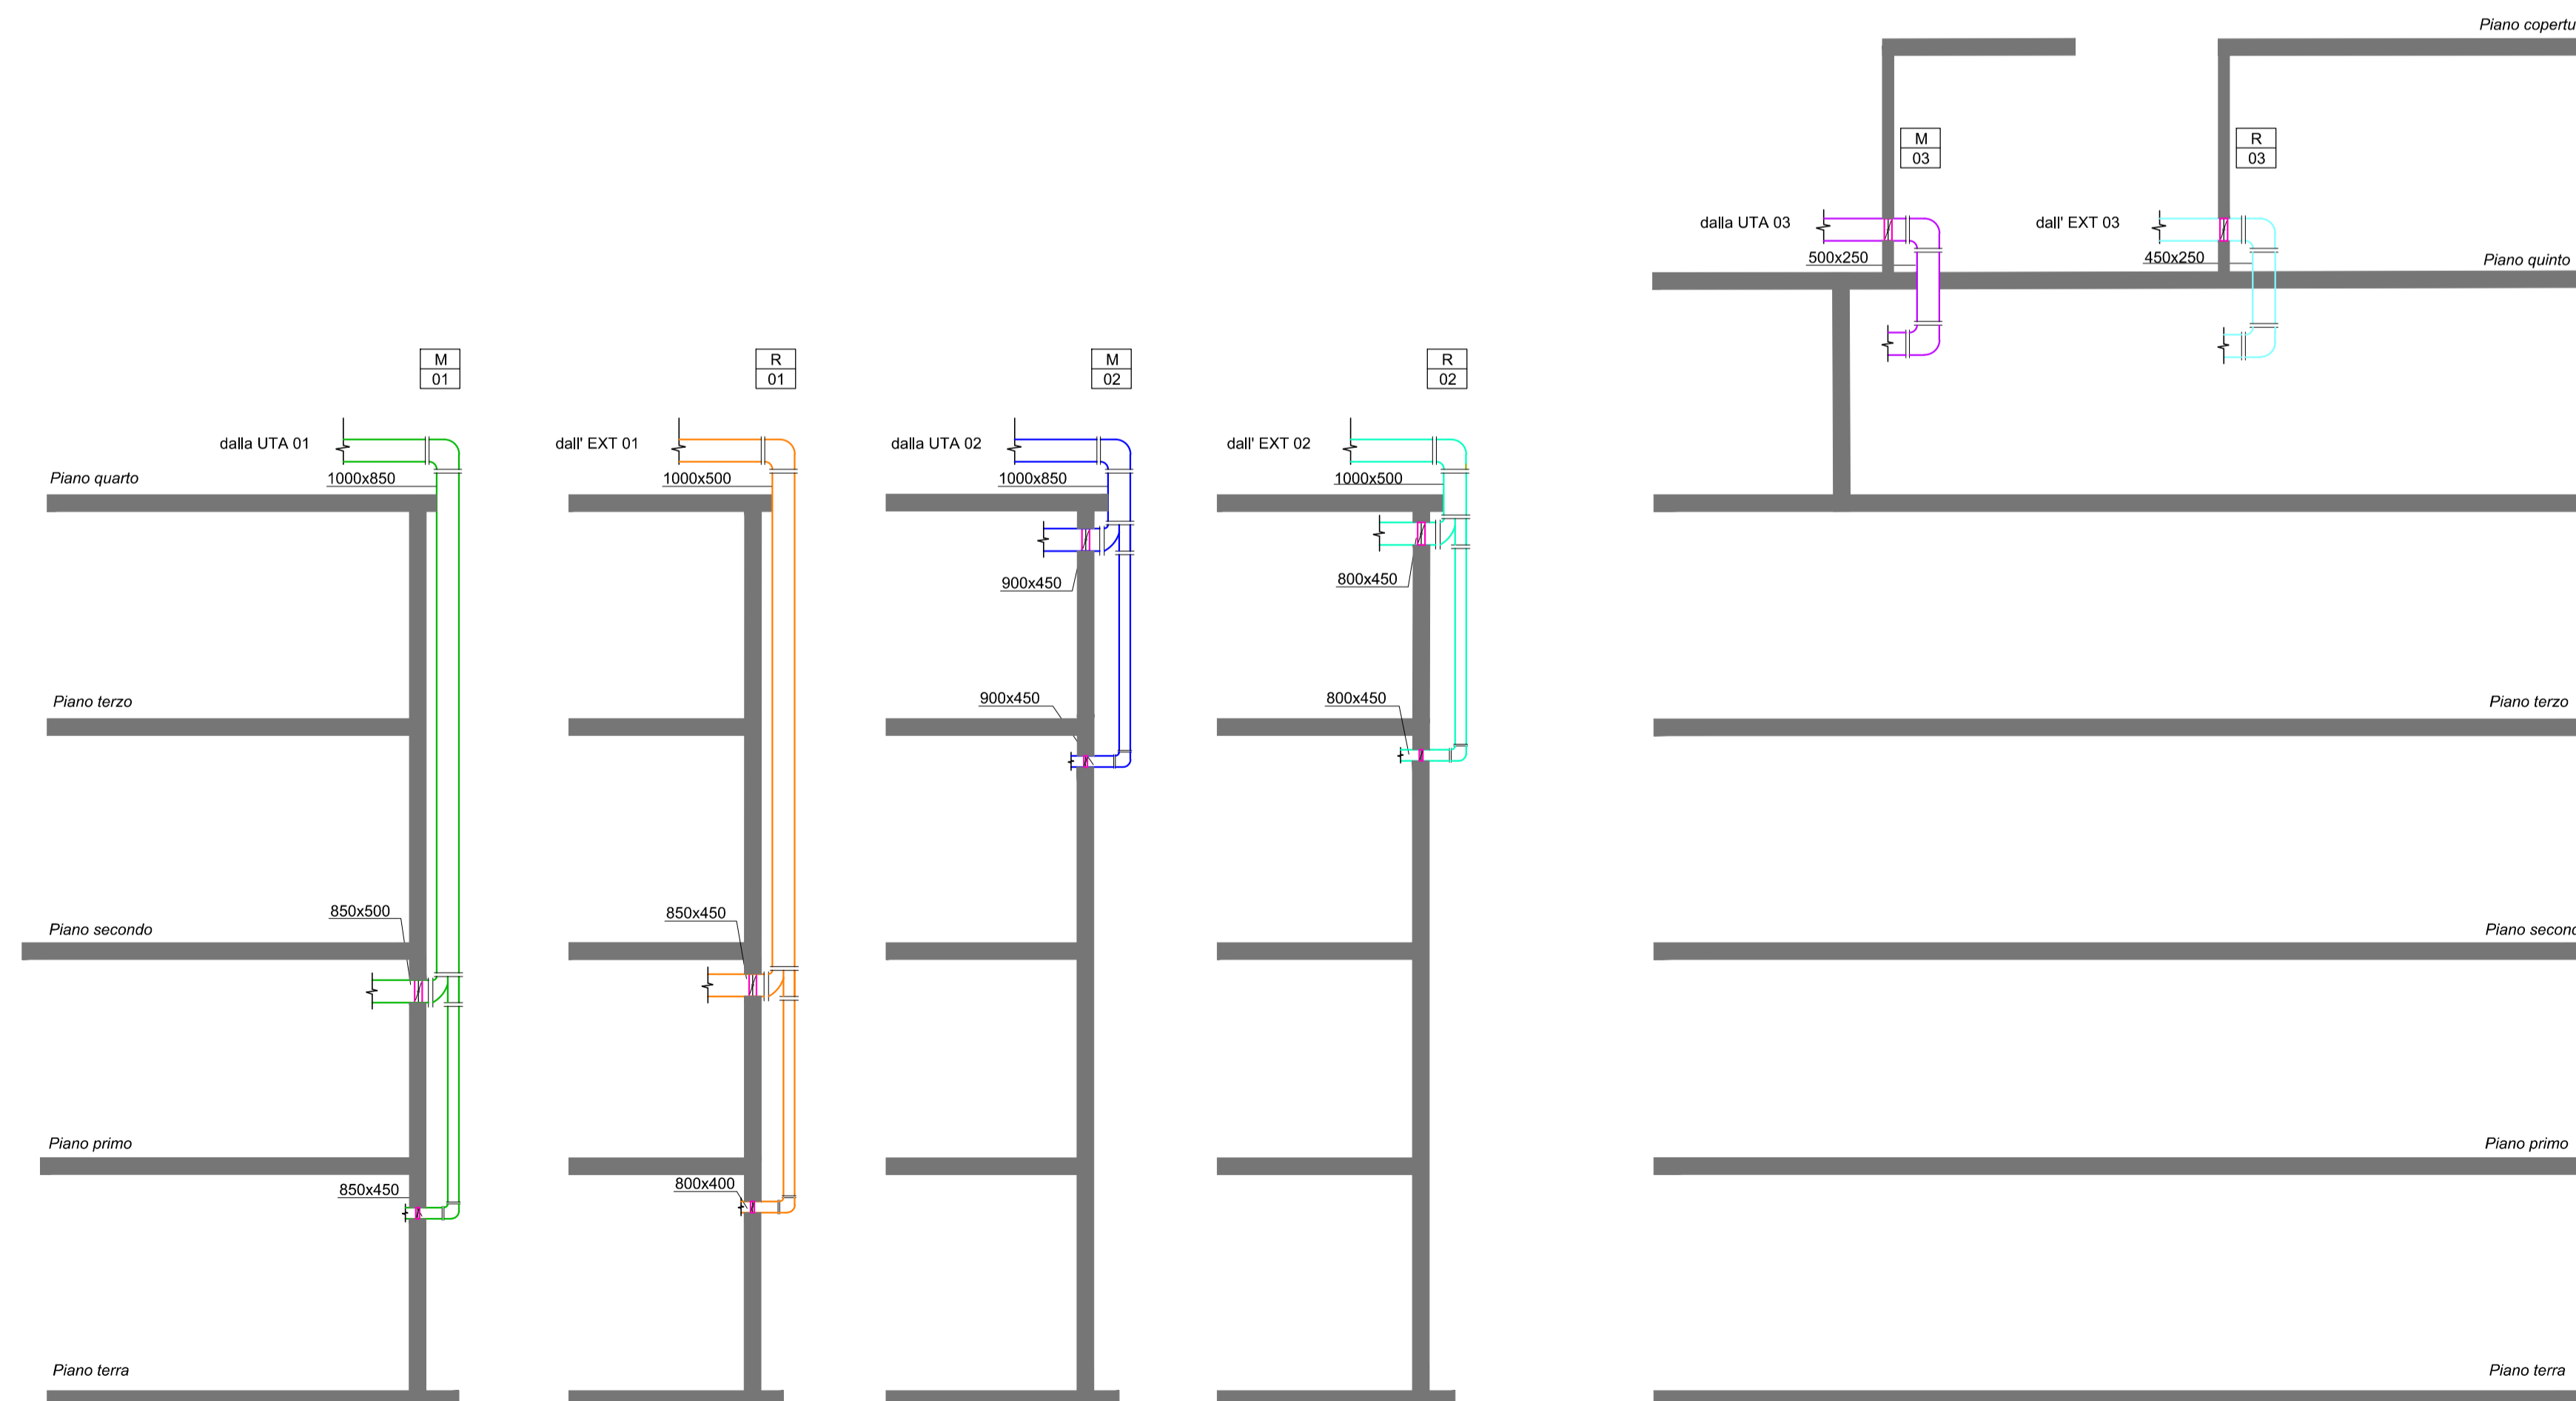 Piano copertu
M
03
R
03
dalla UTA 03
dall' EXT 03
500x250
450x250
Piano quinto
M
01
R
01
M
02
R
02
dalla UTA 01
dall' EXT 01
dalla UTA 02
dall' EXT 02
Piano quarto
1000x850
1000x500
1000x850
1000x500
900x450
800x450
Piano terzo
900x450
800x450
Piano terzo
850x500
850x450
Piano secondo
Piano second
Piano primo
Piano primo
850x450
800x400
Piano terra
Piano terra